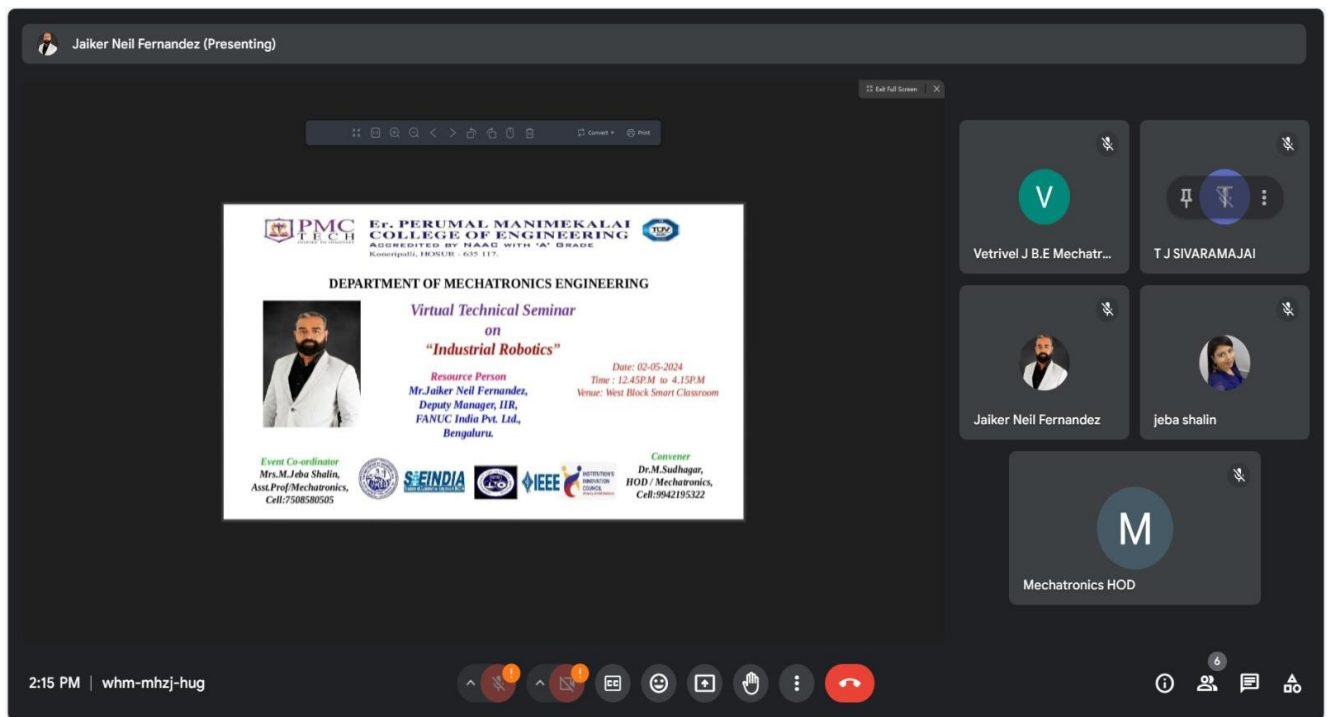 Jaiker Neil Fernandez (Presenting)
Exit Full Screen
Convert
Print
PMC
TECH
Er. PERUMAL MANIMEKALAI
COLLEGE OF ENGINEERING
ACCREDITED BY NAAC WITH 'A' GRADE
Koneripalli, HOSUR - 635 117.
TÜV
DEPARTMENT OF MECHATRONICS ENGINEERING
Virtual Technical Seminar
on
“Industrial Robotics”
Resource Person
Mr.Jaiker Neil Fernandez,
Deputy Manager, IIR,
FANUC India Pvt. Ltd.,
Bengaluru.
Date: 02-05-2024
Time : 12.45P.M to 4.15P.M
Venue: West Block Smart Classroom
Event Co-ordinator
Mrs.M.Jeba Shalin,
Asst.Prof/Mechatronics,
Cell:7508580505
SAEINDIA
IEEE
INSTITUTION'S
INNOVATION
COUNCIL
Convener
Dr.M.Sudhagar,
HOD / Mechatronics,
Cell:9942195322
V
Vetrivel J B.E Mechatr...
T
T J SIVARAMAJAI
Jaiker Neil Fernandez
jeba shalin
M
Mechatronics HOD
2:15 PM | whm-mhzj-hug
CC
6